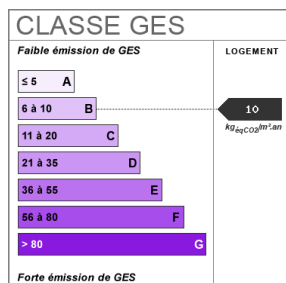 CLASSE GES
Faible émission de GES
LOGEMENT
≤ 5 A
6 à 10 B
10
kgéqCO2/m².an
11 à 20 C
21 à 35 D
36 à 55 E
56 à 80 F
> 80 G
Forte émission de GES